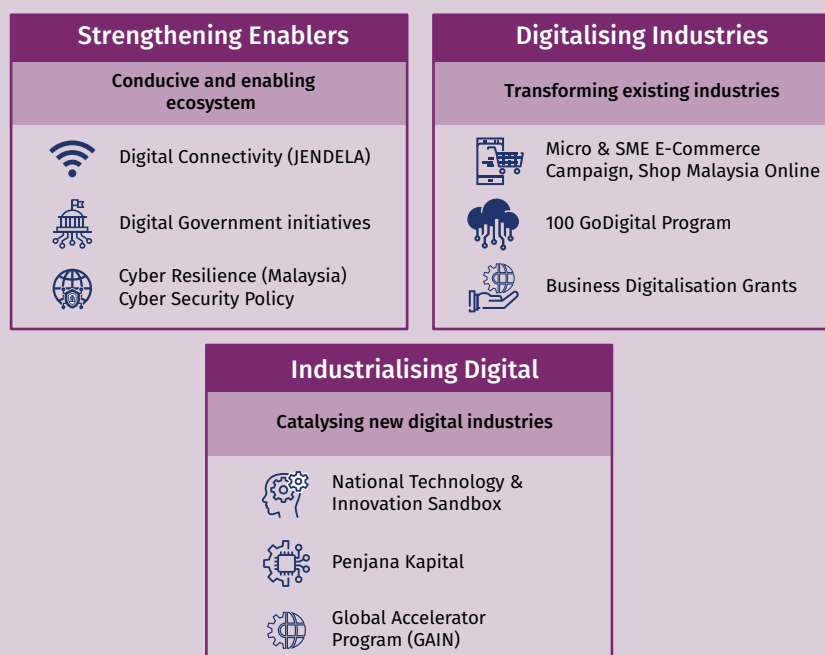 Strengthening Enablers
Conducive and enabling
ecosystem
Digital Connectivity (JENDELA)
Digital Government initiatives
Cyber Resilience (Malaysia)
Cyber Security Policy
Digitalising Industries
Transforming existing industries
Micro & SME E-Commerce
Campaign, Shop Malaysia Online
100 GoDigital Program
Business Digitalisation Grants
Industrialising Digital
Catalysing new digital industries
National Technology &
Innovation Sandbox
Penjana Kapital
Global Accelerator
Program (GAIN)